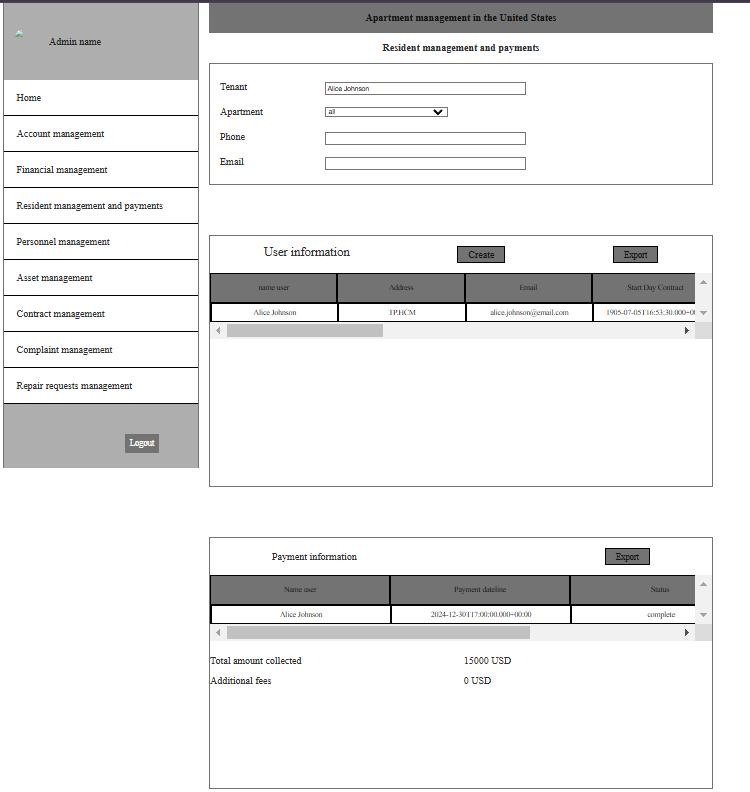 Admin name
Home
Account management
Financial management
Resident management and payments
Personnel management
Asset management
Contract management
Complaint management
Repair requests management
Logout
Apartment management in the United States
Resident management and payments
Tenant Alice Johnson
Apartment all
Phone
Email
User information Create Export
name user Address Email Start Day Contract
Alice Johnson TP.HCM alice.johnson@email.com 1905-07-05T16:53:30.000+0
Payment information Export
Name user Payment dateline Status
Alice Johnson 2024-12-30T17:00:00.000+00:00 complete
Total amount collected 15000 USD
Additional fees 0 USD